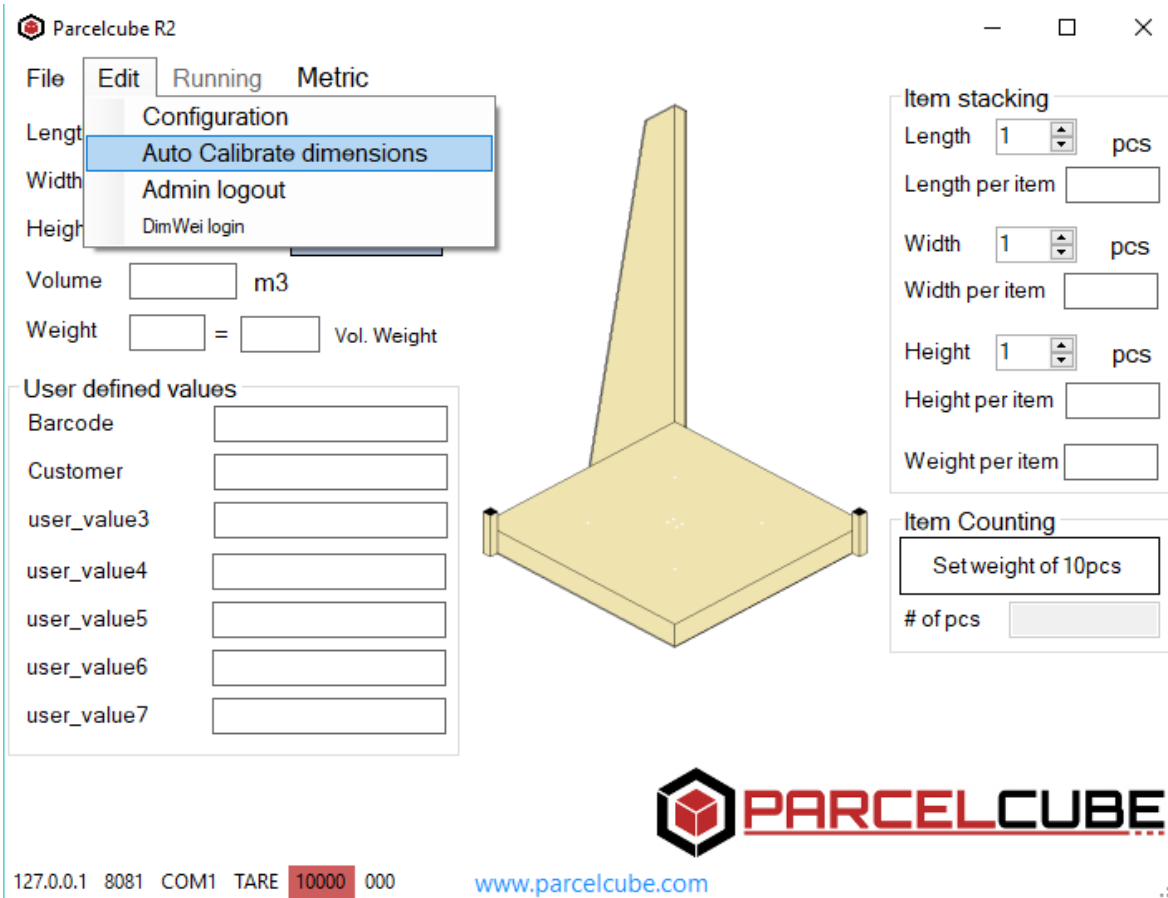 Parcelcube R2
File Edit Running Metric
Configuration
Auto Calibrate dimensions
Admin logout
DimWei login
Lengt
Width
Heigh
Volume m3
Weight = Vol. Weight
User defined values
Barcode
Customer
user_value3
user_value4
user_value5
user_value6
user_value7
Item stacking
Length 1 pcs
Length per item
Width 1 pcs
Width per item
Height 1 pcs
Height per item
Weight per item
Item Counting
Set weight of 10pcs
# of pcs
PARCELCUBE
127.0.0.1 8081 COM1 TARE 10000 000 www.parcelcube.com